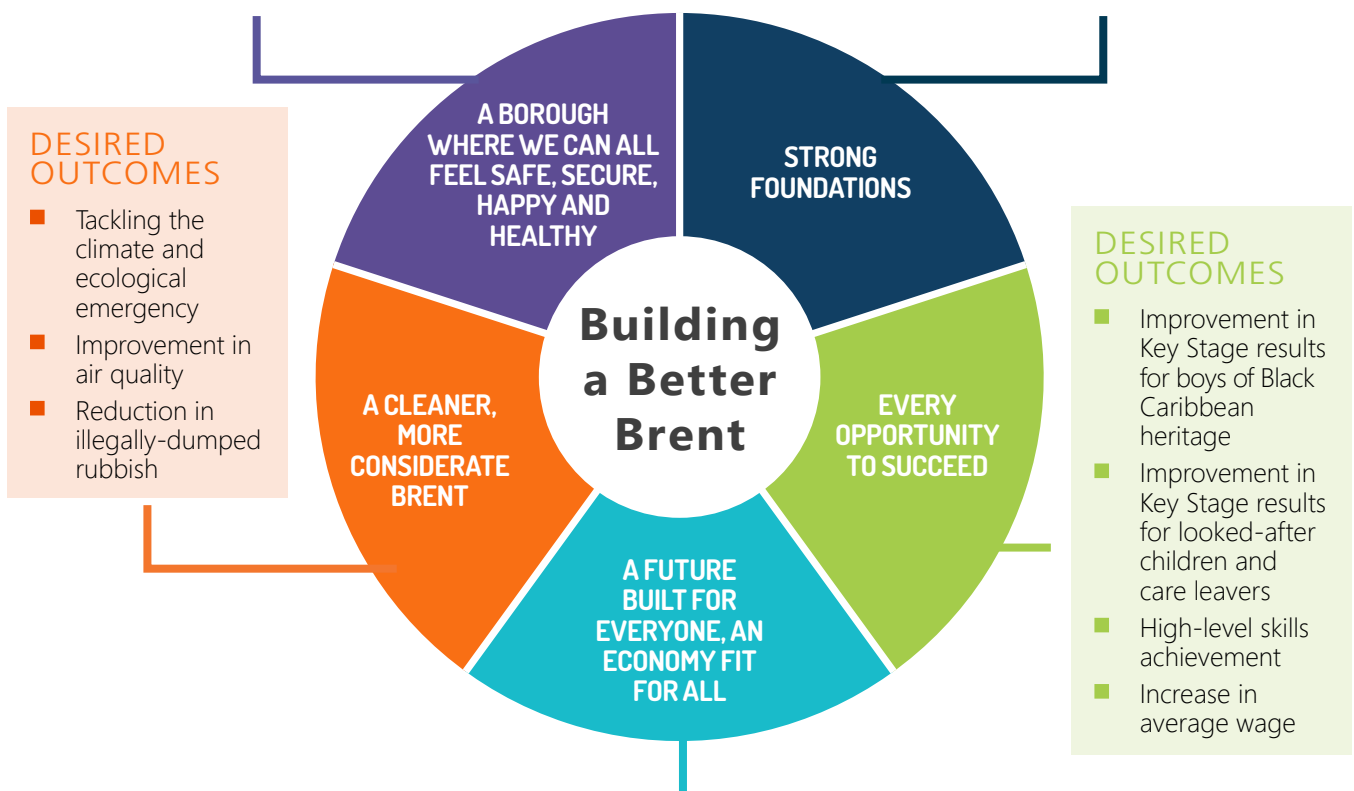 A BOROUGH
WHERE WE CAN ALL
FEEL SAFE, SECURE,
HAPPY AND
HEALTHY
STRONG
FOUNDATIONS
DESIRED
OUTCOMES
Tackling the
climate and
ecological
emergency
Improvement in
air quality
Reduction in
illegally-dumped
rubbish
Building
a Better
Brent
A CLEANER,
MORE
CONSIDERATE
BRENT
EVERY
OPPORTUNITY
TO SUCCEED
A FUTURE
BUILT FOR
EVERYONE, AN
ECONOMY FIT
FOR ALL
DESIRED
OUTCOMES
Improvement in
Key Stage results
for boys of Black
Caribbean
heritage
Improvement in
Key Stage results
for looked-after
children and
care leavers
High-level skills
achievement
Increase in
average wage